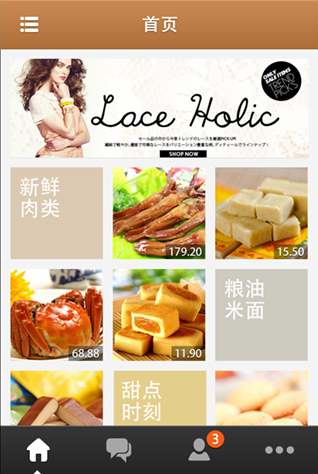 首页
Lace Holic
ONLY
SALE ITEMS
TREND
PICKS
セール品の中から今季トレンドのレースを厳選PICK UP!
繊細で軽やか、優雅で可憐なレースをバリエーション豊富な柄、ディティールでラインナップ!
SHOP NOW
新鲜
肉类
179.20
15.50
68.88
11.90
粮油
米面
甜点
时刻
3